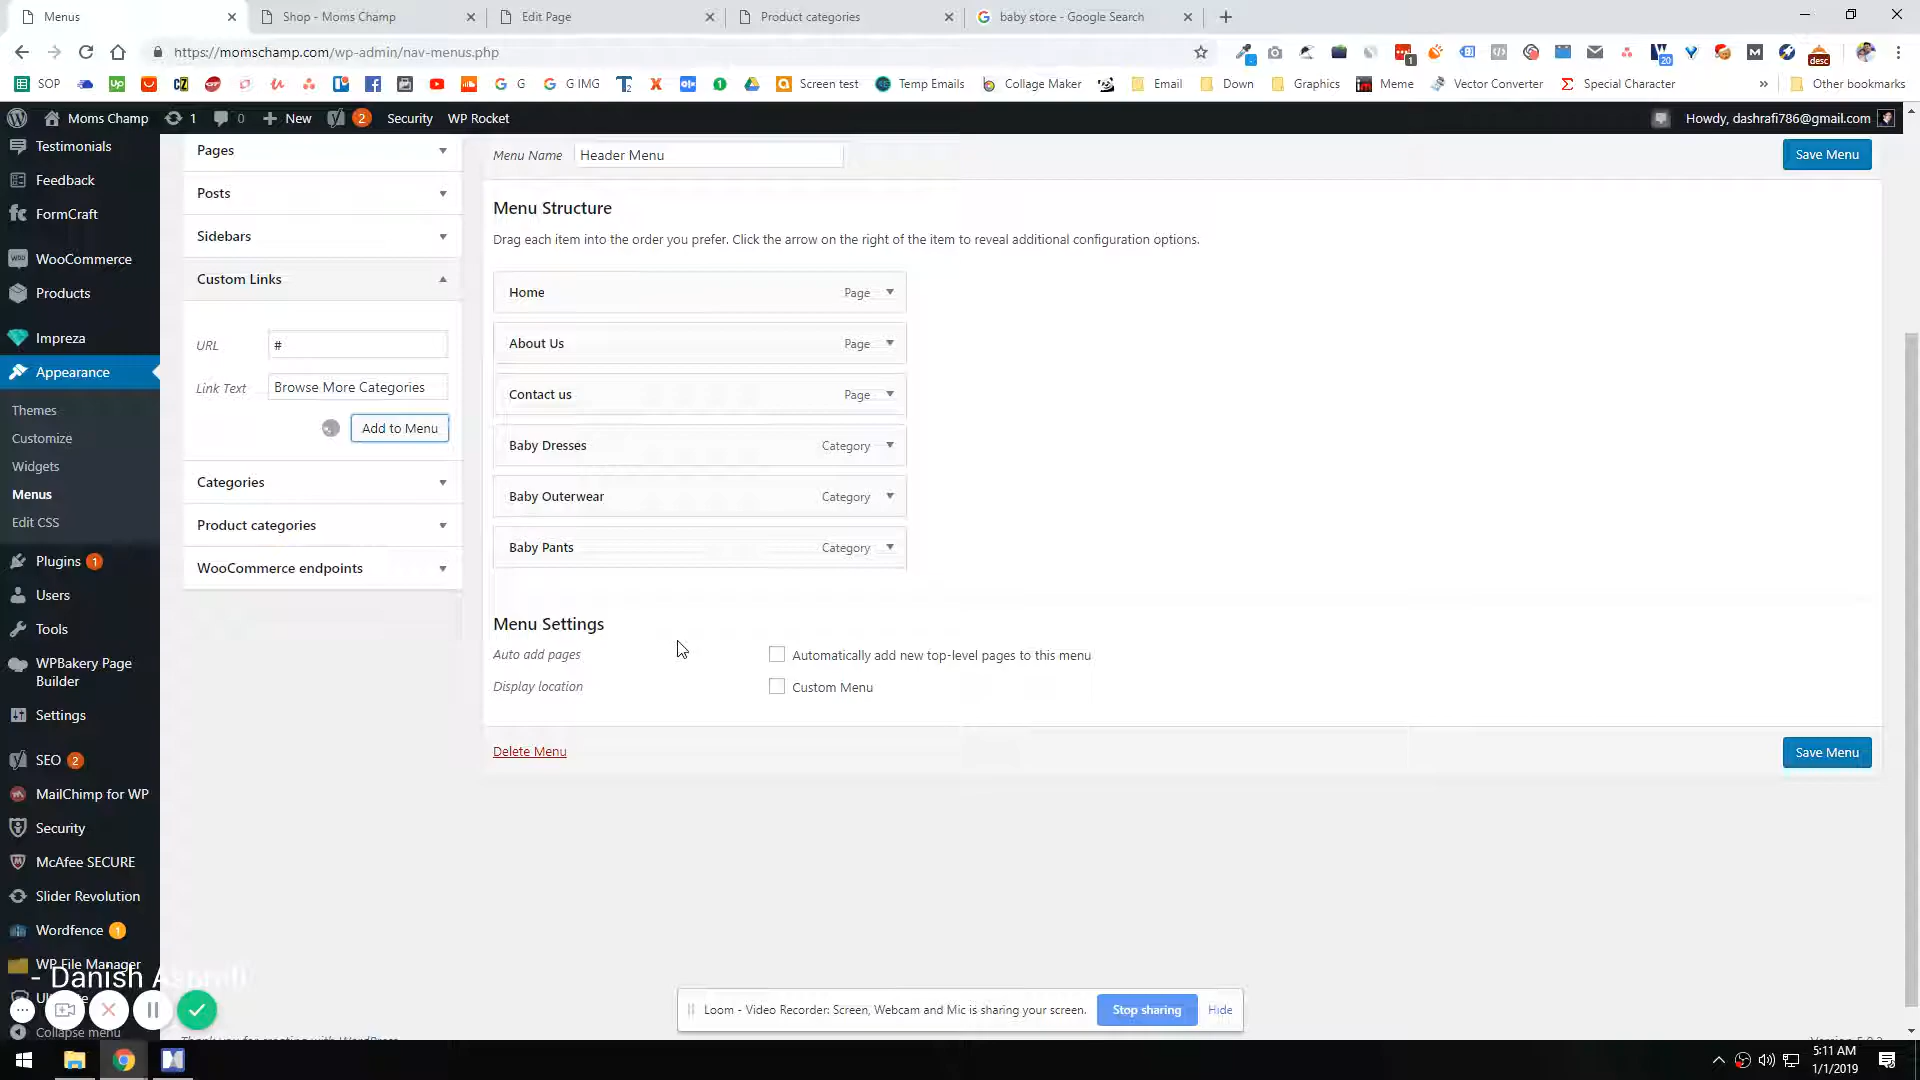 Menus
Shop - Moms Champ
Edit Page
Product categories
baby store - Google Search
https://momschamp.com/wp-admin/nav-menus.php
SOP
G
G IMG
Screen test
Temp Emails
Collage Maker
Email
Down
Graphics
Meme
Vector Converter
Special Character
Other bookmarks
Moms Champ
1
0
New
2
Security
WP Rocket
Howdy, dashrafi786@gmail.com
Testimonials
Feedback
FormCraft
WooCommerce
Products
Impreza
Appearance
Themes
Customize
Widgets
Menus
Edit CSS
Plugins 1
Users
Tools
WPBakery Page
Builder
Settings
SEO 2
MailChimp for WP
Security
McAfee SECURE
Slider Revolution
Wordfence 1
WP File Manager
Collapse menu
Pages
Posts
Sidebars
Custom Links
URL
#
Link Text
Browse More Categories
Add to Menu
Categories
Product categories
WooCommerce endpoints
Menu Name
Header Menu
Save Menu
Menu Structure
Drag each item into the order you prefer. Click the arrow on the right of the item to reveal additional configuration options.
Home Page
About Us Page
Contact us Page
Baby Dresses Category
Baby Outerwear Category
Baby Pants Category
Menu Settings
Auto add pages
Automatically add new top-level pages to this menu
Display location
Custom Menu
Delete Menu
Save Menu
- Danish
Loom - Video Recorder: Screen, Webcam and Mic is sharing your screen.
Stop sharing
Hide
5:11 AM
1/1/2019